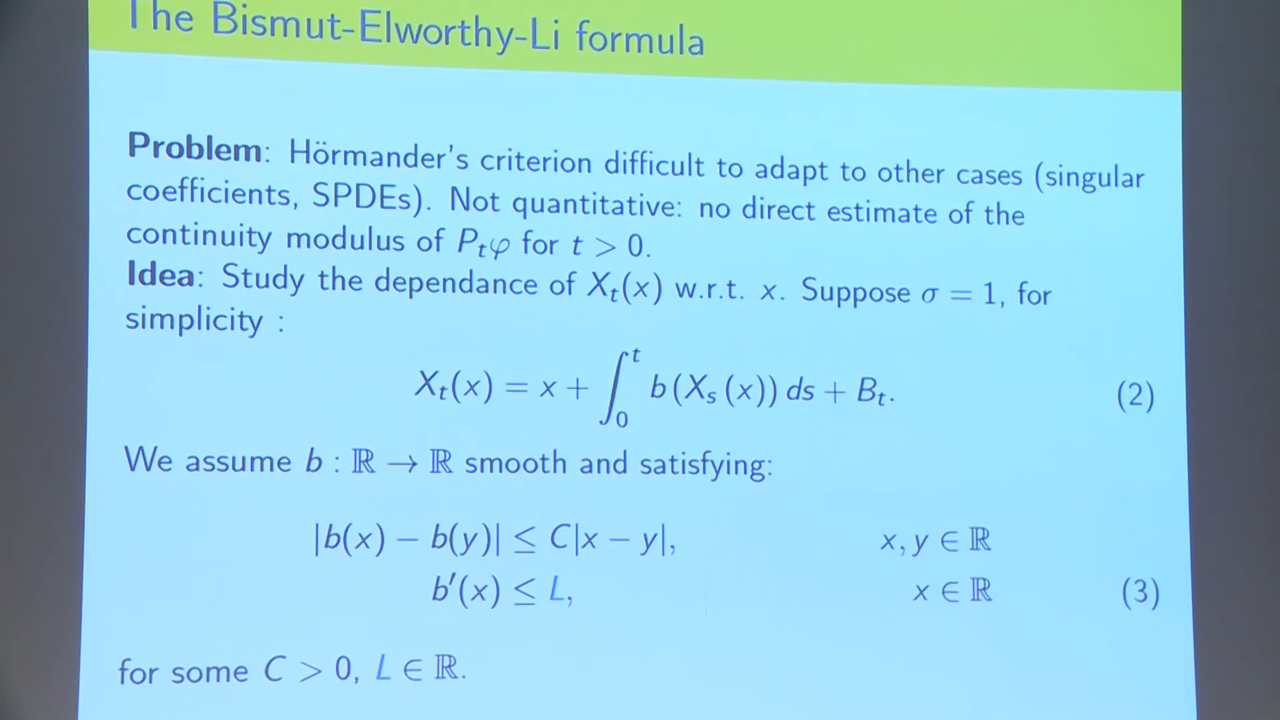 The Bismut-Elworthy-Li formula
Problem: Hörmander's criterion difficult to adapt to other cases (singular
coefficients, SPDEs). Not quantitative: no direct estimate of the
continuity modulus of P_tφ for t > 0.
Idea: Study the dependance of X_t(x) w.r.t. x. Suppose σ = 1, for
simplicity :
X_t(x) = x + ∫_0^t b(X_s(x)) ds + B_t. (2)
We assume b : ℝ → ℝ smooth and satisfying:
|b(x) − b(y)| ≤ C|x − y|, x, y ∈ ℝ
b′(x) ≤ L, x ∈ ℝ (3)
for some C > 0, L ∈ ℝ.